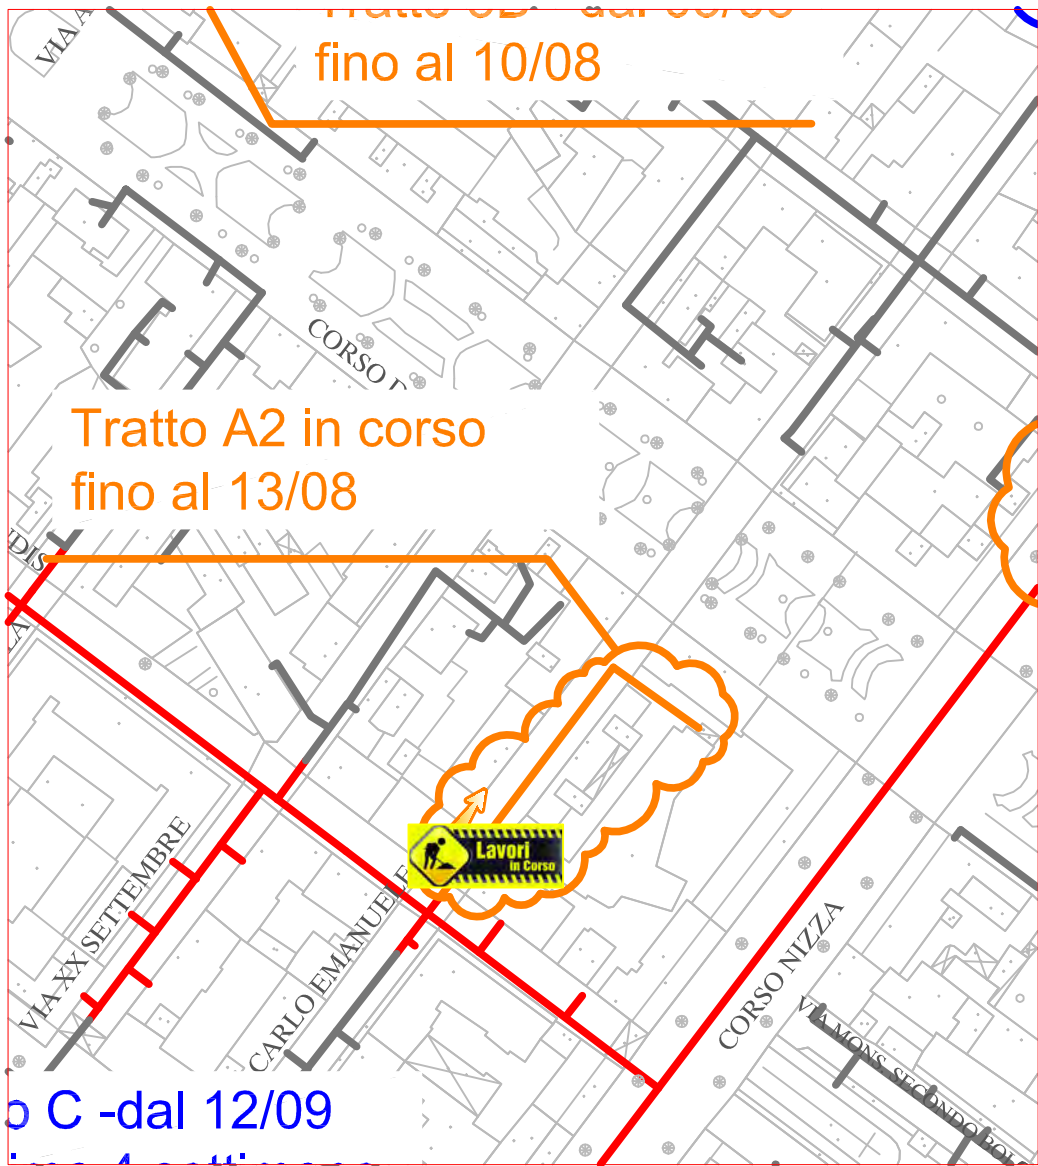 VIA A
fino al 10/08
CORSO D
Tratto A2 in corso
fino al 13/08
Lavori
in Corso
VIA XX SETTEMBRE
CARLO EMANUELE
CORSO NIZZA
VIA MONS. SECONDO BOL
C -dal 12/09